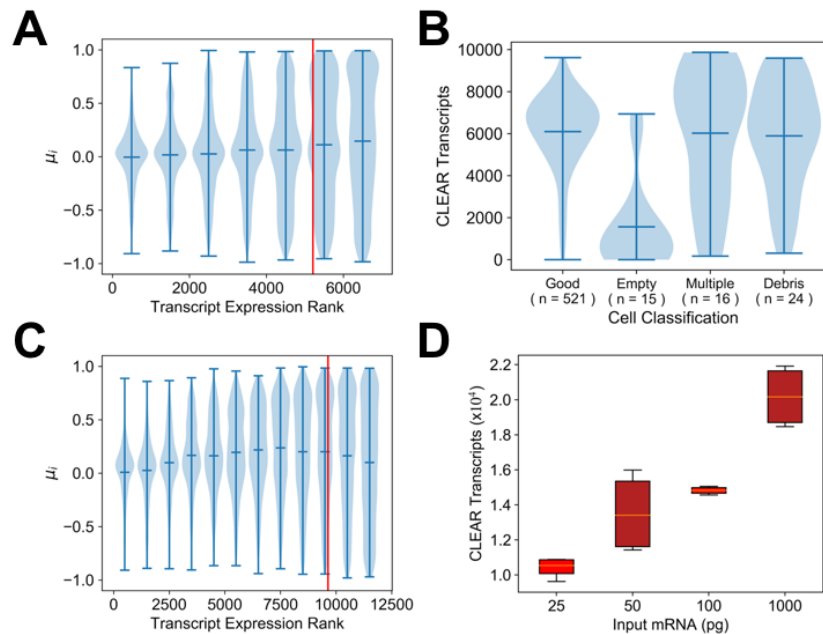 A
1.0
0.5
0.0
−0.5
−1.0
μi
0 2000 4000 6000
Transcript Expression Rank
B
10000
8000
6000
4000
2000
0
CLEAR Transcripts
Good Empty Multiple Debris
( n = 521) ( n = 15) ( n = 16) ( n = 24)
Cell Classification
C
1.0
0.5
0.0
−0.5
−1.0
μi
0 2500 5000 7500 10000 12500
Transcript Expression Rank
D
2.2
2.0
1.8
1.6
1.4
1.2
1.0
CLEAR Transcripts (x10⁴)
25 50 100 1000
Input mRNA (pg)